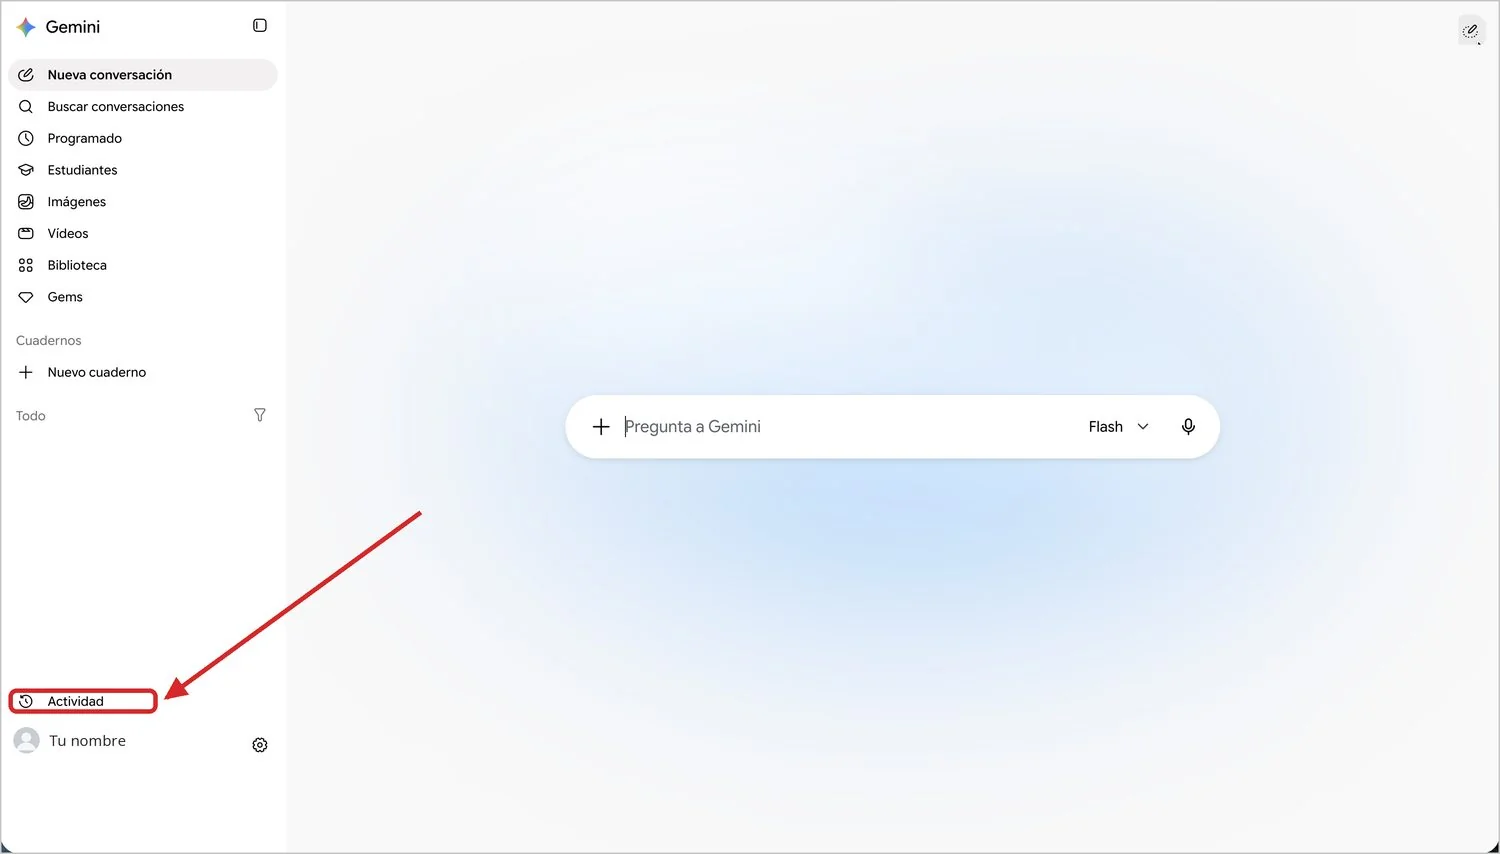 Gemini
Nueva conversación
Buscar conversaciones
Programado
Estudiantes
Imágenes
Vídeos
Biblioteca
Gems
Cuadernos
Nuevo cuaderno
Todo
Pregunta a Gemini
Flash
Actividad
Tu nombre